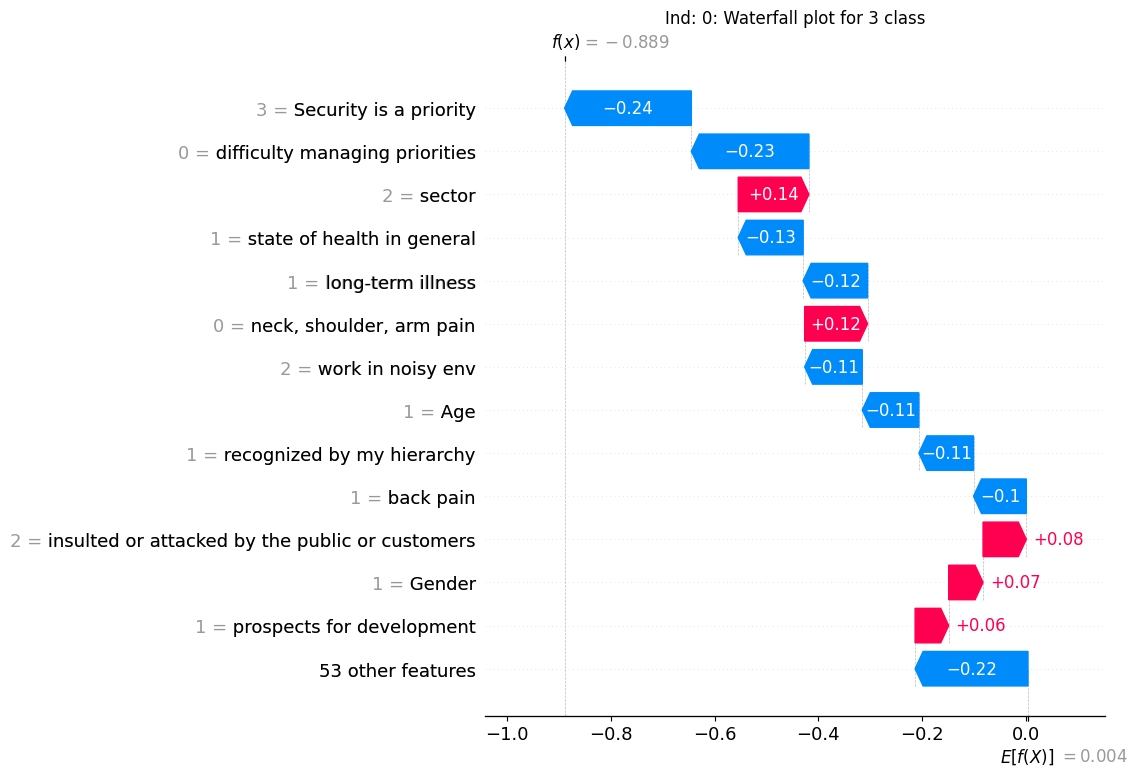 Ind: 0: Waterfall plot for 3 class
f(x) = −0.889
3 = Security is a priority −0.24
0 = difficulty managing priorities −0.23
2 = sector +0.14
1 = state of health in general −0.13
1 = long-term illness −0.12
0 = neck, shoulder, arm pain +0.12
2 = work in noisy env −0.11
1 = Age −0.11
1 = recognized by my hierarchy −0.11
1 = back pain −0.1
2 = insulted or attacked by the public or customers +0.08
1 = Gender +0.07
1 = prospects for development +0.06
53 other features −0.22
−1.0 −0.8 −0.6 −0.4 −0.2 0.0
E[f(X)] = 0.004